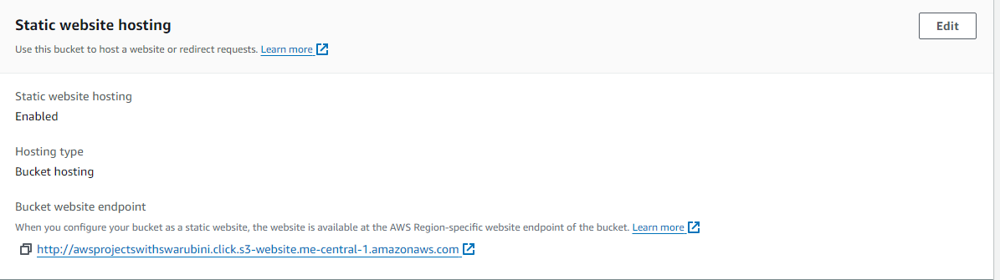 Static website hosting
Edit
Use this bucket to host a website or redirect requests. Learn more
Static website hosting
Enabled
Hosting type
Bucket hosting
Bucket website endpoint
When you configure your bucket as a static website, the website is available at the AWS Region-specific website endpoint of the bucket. Learn more
http://awsprojectswithswarubini.click.s3-website.me-central-1.amazonaws.com